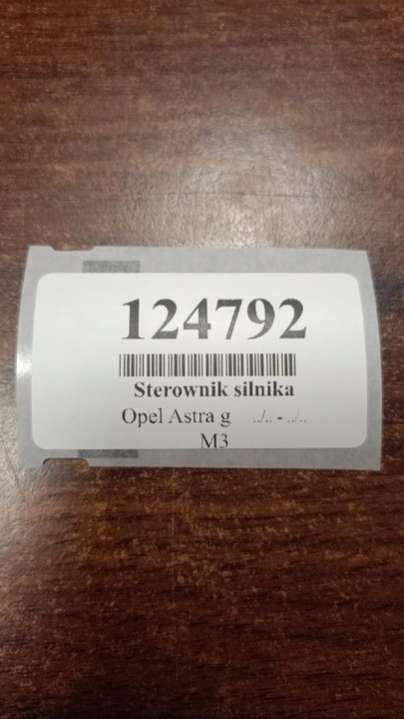 124792
Sterownik silnika
Opel Astra g ../.. - ../..
M3